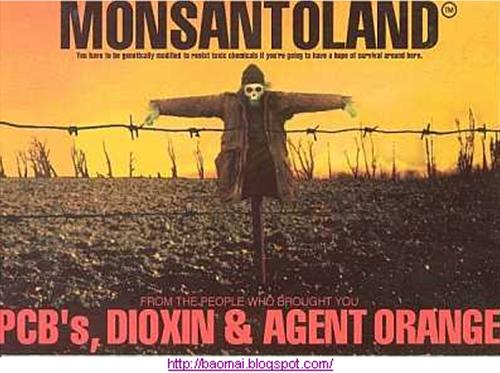 MONSANTOLAND™
You have to be genetically modified to resist toxic chemicals if you're going to have a hope of survival around here.
FROM THE PEOPLE WHO BROUGHT YOU
PCB's, DIOXIN & AGENT ORANGE
http://baomai.blogspot.com/